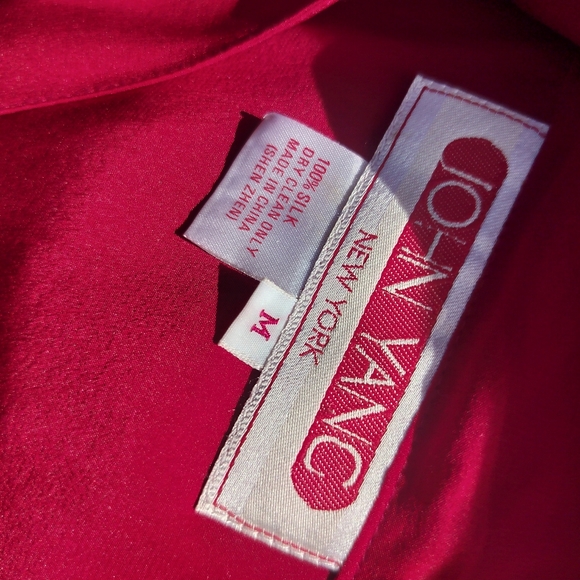 JOHN YANG
NEW YORK
M
100% SILK
DRY CLEAN ONLY
MADE IN CHINA
(SHEN ZHEN)